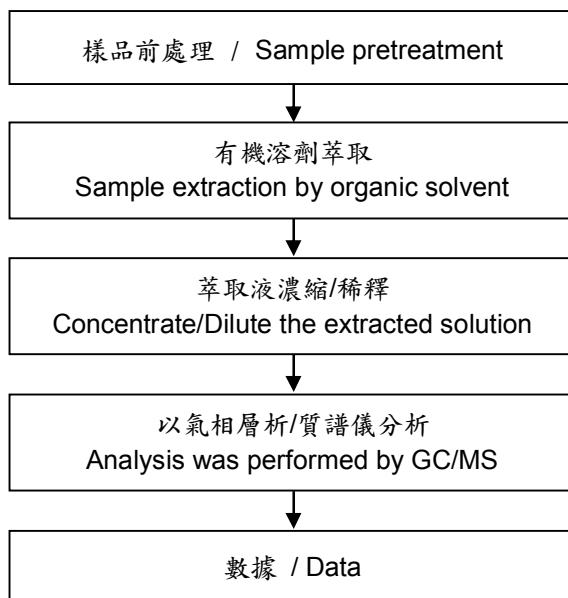 樣品前處理 / Sample pretreatment
有機溶劑萃取
Sample extraction by organic solvent
萃取液濃縮/稀釋
Concentrate/Dilute the extracted solution
以氣相層析/質譜儀分析
Analysis was performed by GC/MS
數據 / Data